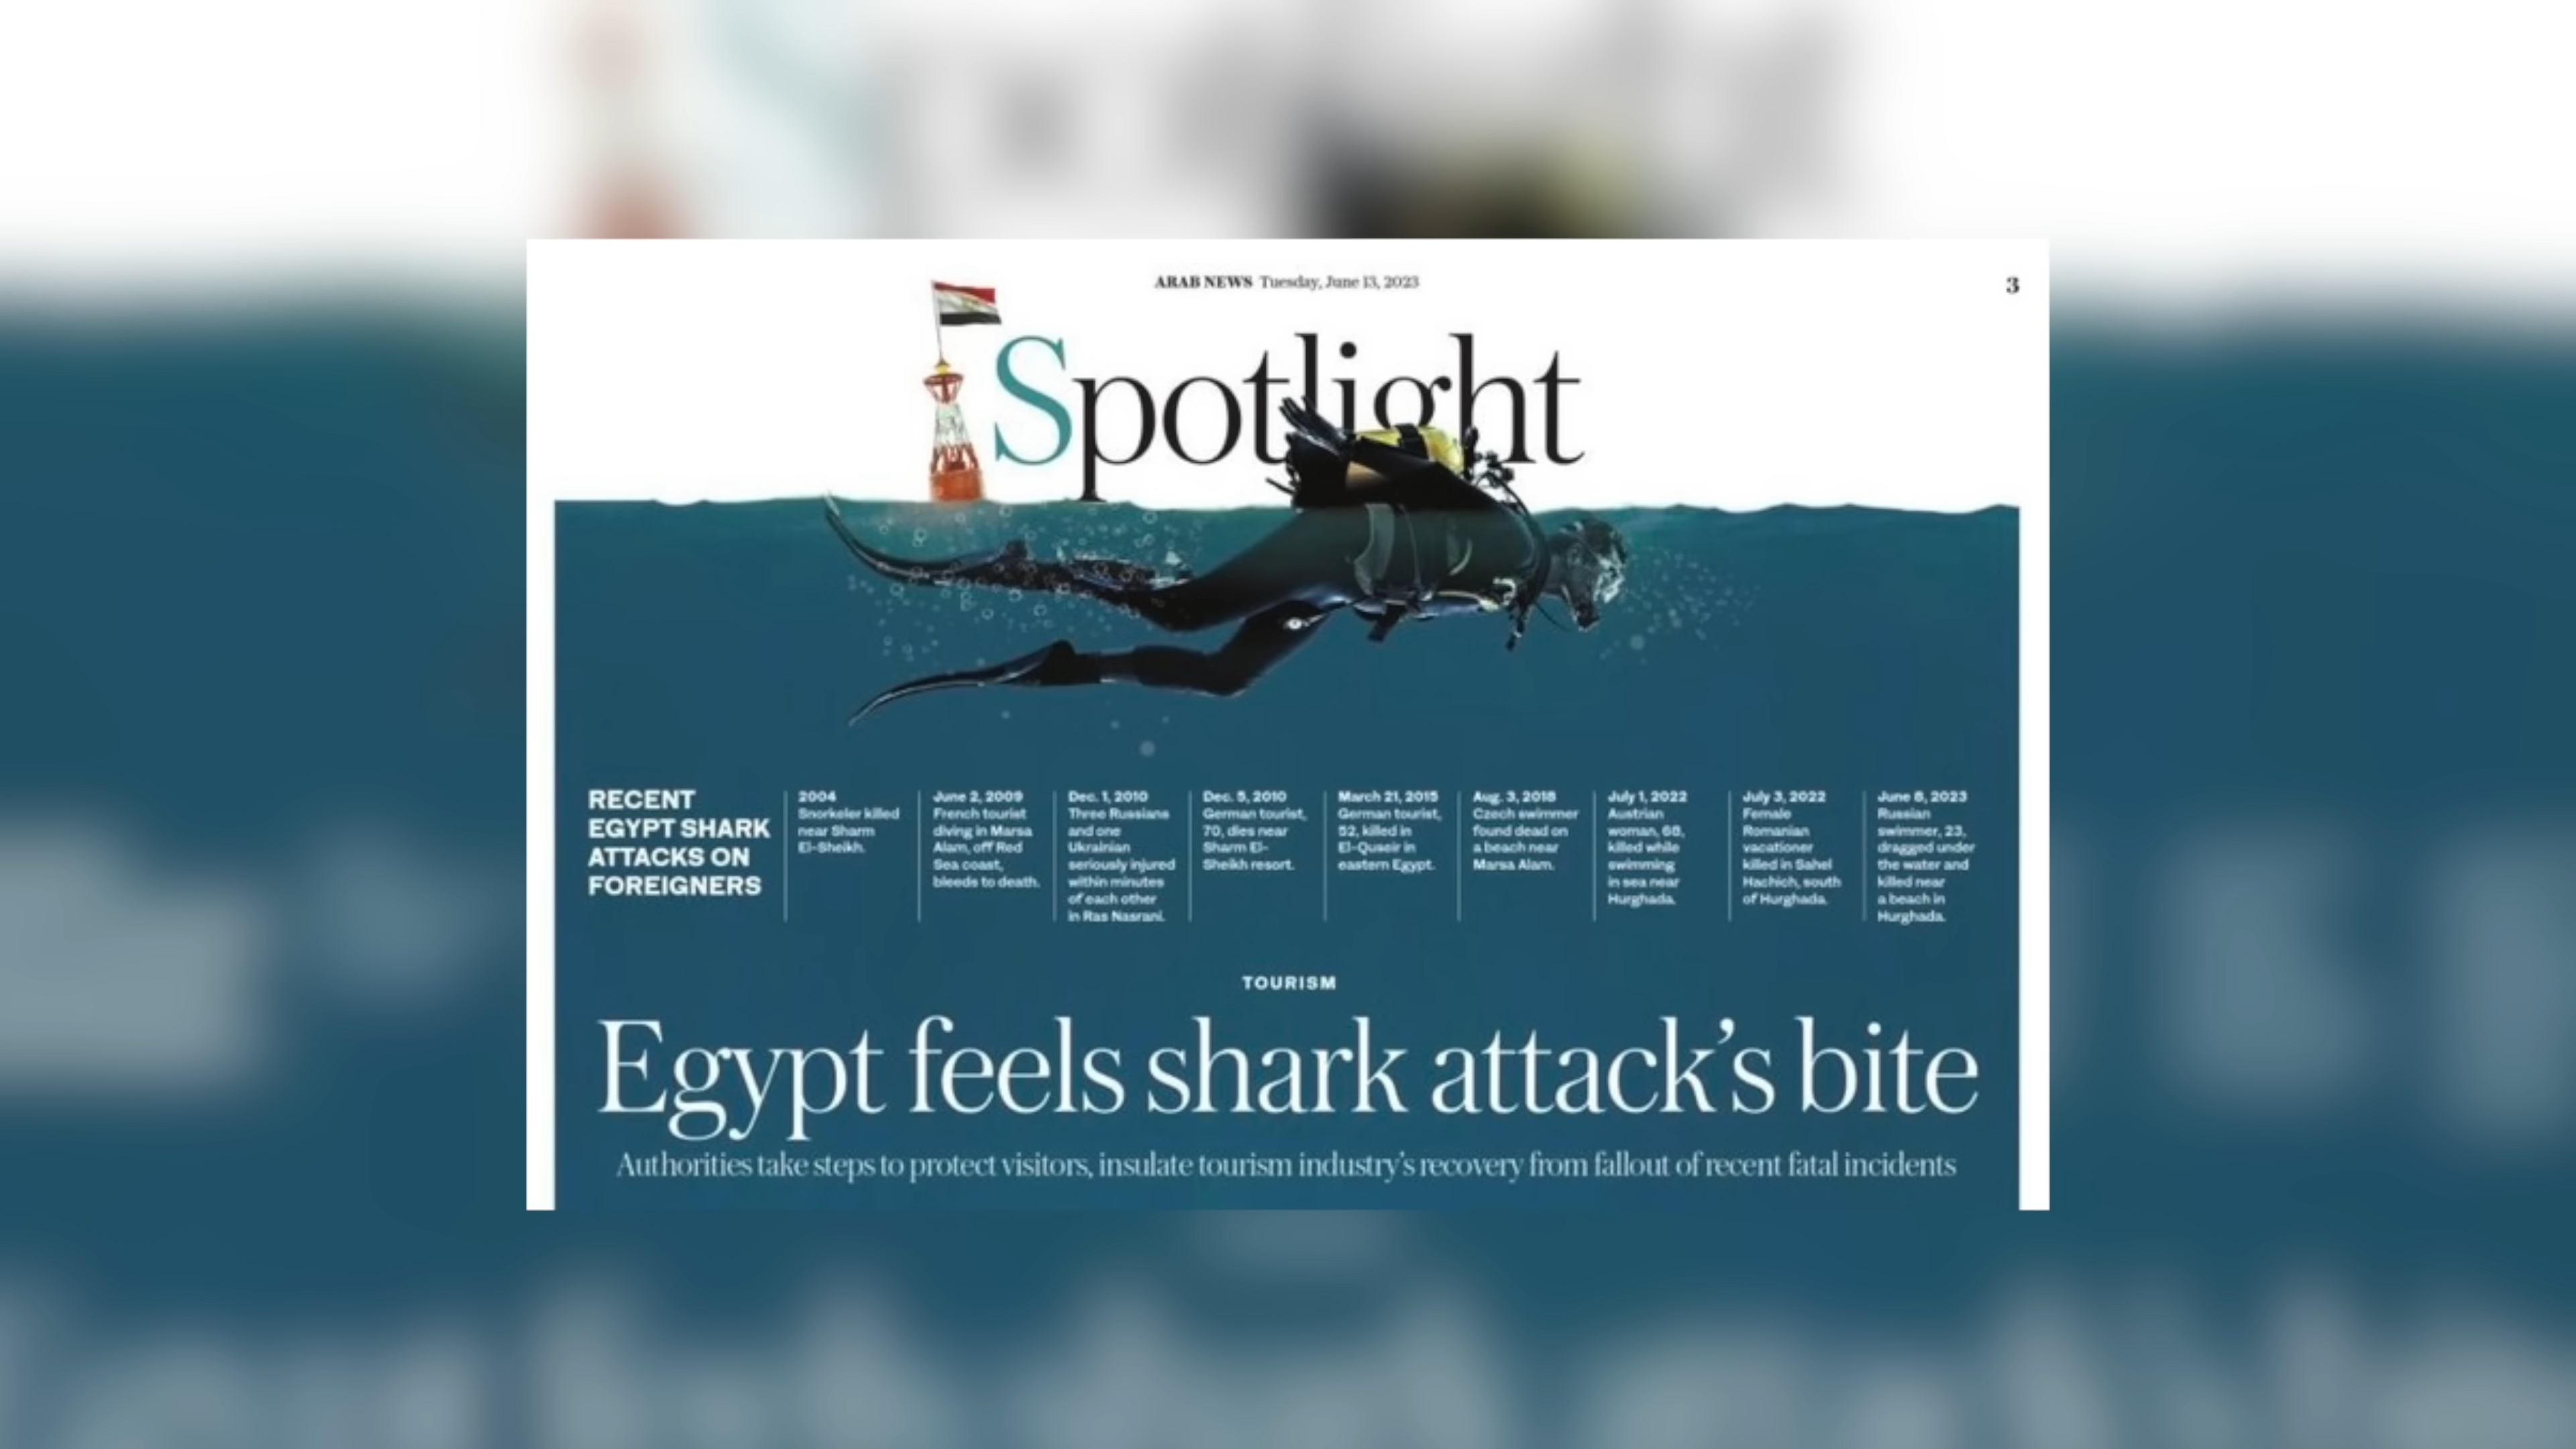 ARAB NEWS Tuesday, June 13, 2023
3
Spotlight
RECENT
EGYPT SHARK
ATTACKS ON
FOREIGNERS
2004
Snorkeler killed
near Sharm
El-Sheikh.
June 2, 2009
French tourist
diving in Marsa
Alam, off Red
Sea coast,
bleeds to death.
Dec. 1, 2010
Three Russians
and one
Ukrainian
seriously injured
within minutes
of each other
in Ras Nasrani.
Dec. 5, 2010
German tourist,
70, dies near
Sharm El-
Sheikh resort.
March 21, 2015
German tourist,
52, killed in
El-Quseir in
eastern Egypt.
Aug. 3, 2018
Czech swimmer
found dead on
a beach near
Marsa Alam.
July 1, 2022
Austrian
woman, 68,
killed while
swimming
in sea near
Hurghada.
July 3, 2022
Female
Romanian
vacationer
killed in Sahel
Hachich, south
of Hurghada.
June 8, 2023
Russian
swimmer, 23,
dragged under
the water and
killed near
a beach in
Hurghada.
TOURISM
Egypt feels shark attack's bite
Authorities take steps to protect visitors, insulate tourism industry's recovery from fallout of recent fatal incidents